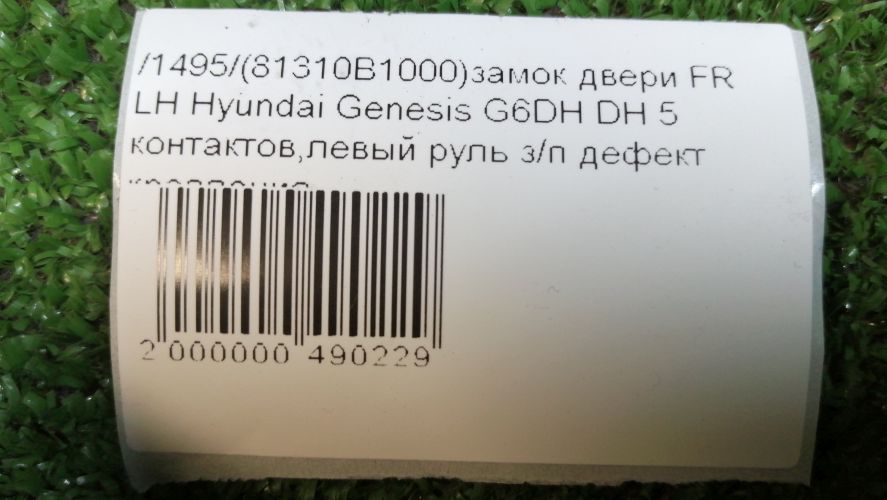 /1495/(81310B1000)замок двери FR
LH Hyundai Genesis G6DH DH 5
контактов,левый руль з/п дефект
2 000000 490229